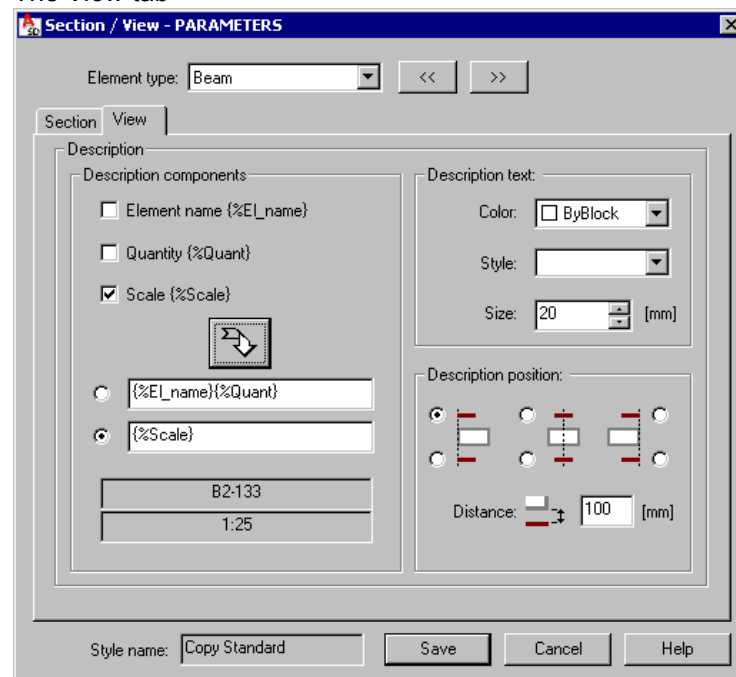 The View tab
Section / View - PARAMETERS
Element type: Beam << >>
Section View
Description
Description components
Element name {%El_name}
Quantity {%Quant}
Scale {%Scale}
{%El_name}{%Quant}
{%Scale}
B2-133
1:25
Description text:
Color: ByBlock
Style:
Size: 20 [mm]
Description position:
Distance: 100 [mm]
Style name: Copy Standard Save Cancel Help